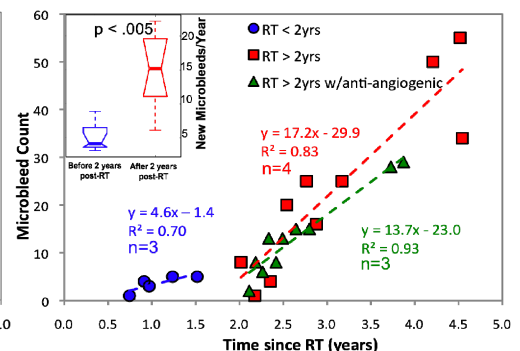 60
50
40
30
20
10
0
Microbleed Count
p < .005
20
15
10
5
New Microbleeds/Year
Before 2 years
post-RT
After 2 years
post-RT
RT < 2yrs
RT > 2yrs
RT > 2yrs w/anti-angiogenic
y = 17.2x - 29.9
R² = 0.83
n=4
y = 4.6x – 1.4
R² = 0.70
n=3
y = 13.7x - 23.0
R² = 0.93
n=3
.0
0.0 0.5 1.0 1.5 2.0 2.5 3.0 3.5 4.0 4.5 5.0
Time since RT (years)